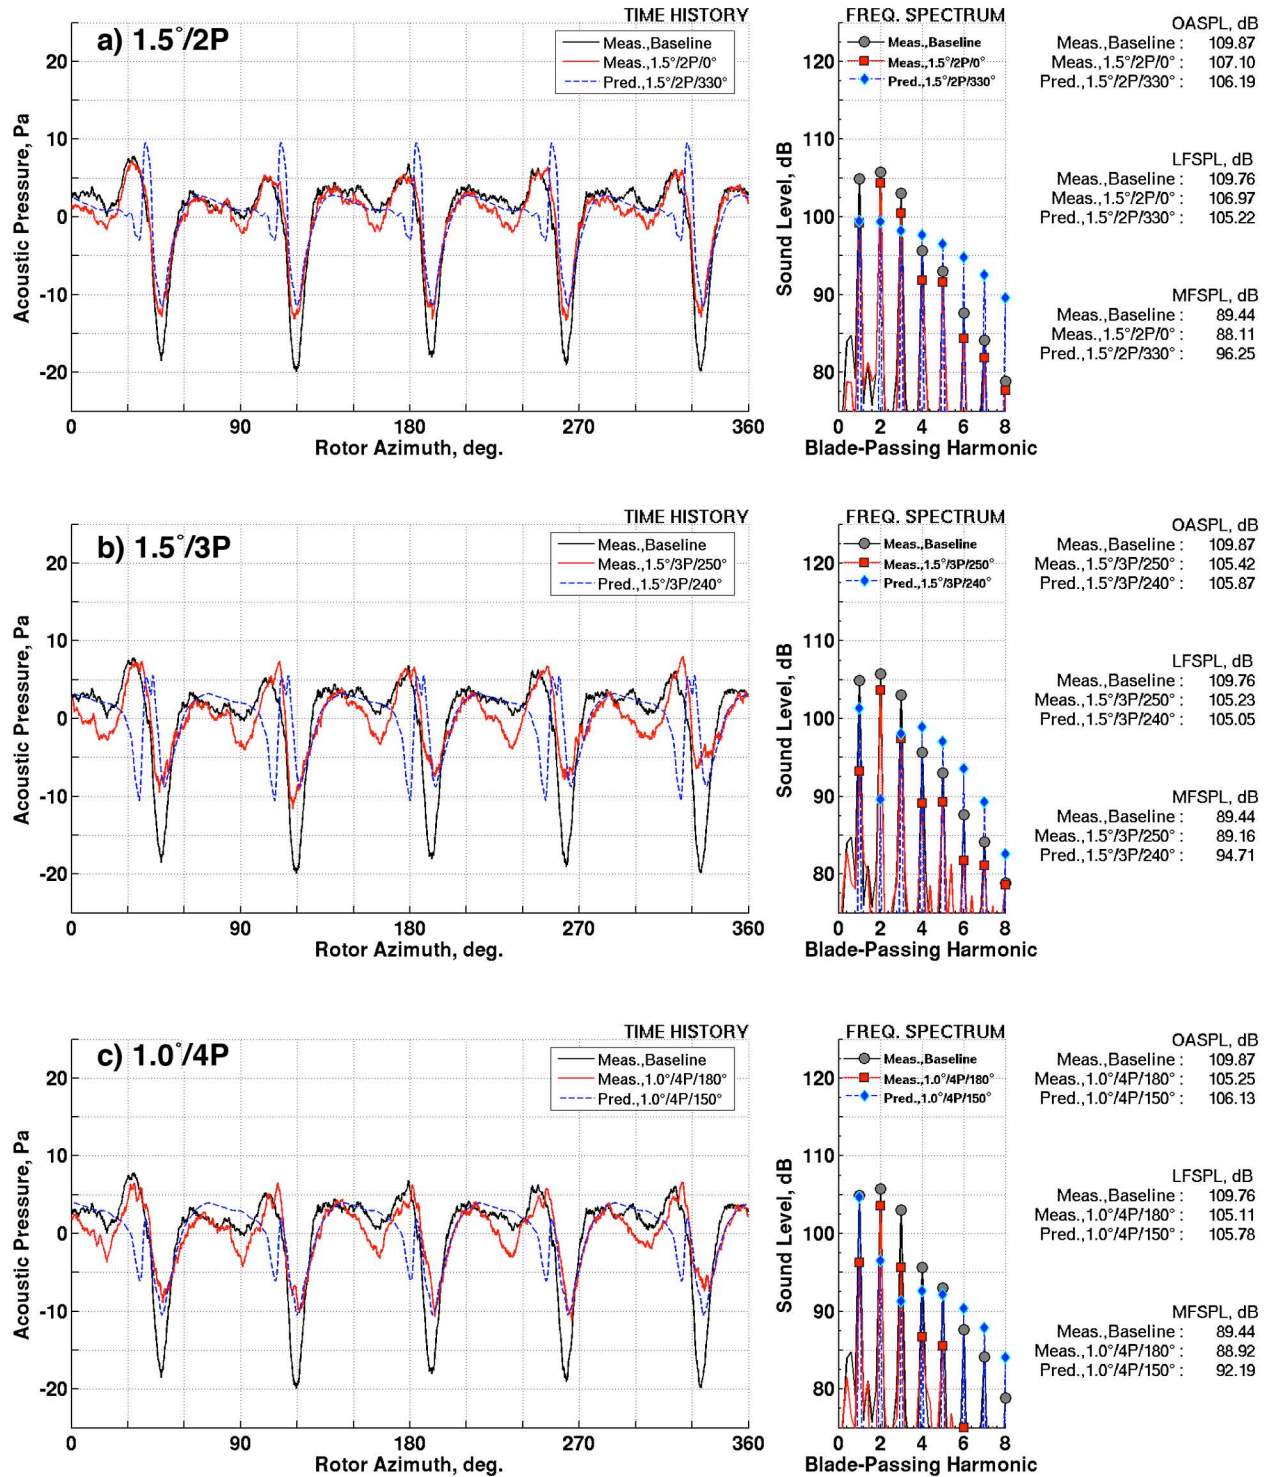 TIME HISTORY
a) 1.5°/2P
Meas.,Baseline
Meas.,1.5°/2P/0°
Pred.,1.5°/2P/330°
Acoustic Pressure, Pa
20
10
0
-10
-20
0 90 180 270 360
Rotor Azimuth, deg.
FREQ. SPECTRUM
Meas.,Baseline
Meas.,1.5°/2P/0°
Pred.,1.5°/2P/330°
Sound Level, dB
120
110
100
90
80
0 2 4 6 8
Blade-Passing Harmonic
OASPL, dB
Meas.,Baseline : 109.87
Meas.,1.5°/2P/0° : 107.10
Pred.,1.5°/2P/330° : 106.19
LFSPL, dB
Meas.,Baseline : 109.76
Meas.,1.5°/2P/0° : 106.97
Pred.,1.5°/2P/330° : 105.22
MFSPL, dB
Meas.,Baseline : 89.44
Meas.,1.5°/2P/0° : 88.11
Pred.,1.5°/2P/330° : 96.25
TIME HISTORY
b) 1.5°/3P
Meas.,Baseline
Meas.,1.5°/3P/250°
Pred.,1.5°/3P/240°
Acoustic Pressure, Pa
20
10
0
-10
-20
0 90 180 270 360
Rotor Azimuth, deg.
FREQ. SPECTRUM
Meas.,Baseline
Meas.,1.5°/3P/250°
Pred.,1.5°/3P/240°
Sound Level, dB
120
110
100
90
80
0 2 4 6 8
Blade-Passing Harmonic
OASPL, dB
Meas.,Baseline : 109.87
Meas.,1.5°/3P/250° : 105.42
Pred.,1.5°/3P/240° : 105.87
LFSPL, dB
Meas.,Baseline : 109.76
Meas.,1.5°/3P/250° : 105.23
Pred.,1.5°/3P/240° : 105.05
MFSPL, dB
Meas.,Baseline : 89.44
Meas.,1.5°/3P/250° : 89.16
Pred.,1.5°/3P/240° : 94.71
TIME HISTORY
c) 1.0°/4P
Meas.,Baseline
Meas.,1.0°/4P/180°
Pred.,1.0°/4P/150°
Acoustic Pressure, Pa
20
10
0
-10
-20
0 90 180 270 360
Rotor Azimuth, deg.
FREQ. SPECTRUM
Meas.,Baseline
Meas.,1.0°/4P/180°
Pred.,1.0°/4P/150°
Sound Level, dB
120
110
100
90
80
0 2 4 6 8
Blade-Passing Harmonic
OASPL, dB
Meas.,Baseline : 109.87
Meas.,1.0°/4P/180° : 105.25
Pred.,1.0°/4P/150° : 106.13
LFSPL, dB
Meas.,Baseline : 109.76
Meas.,1.0°/4P/180° : 105.11
Pred.,1.0°/4P/150° : 105.78
MFSPL, dB
Meas.,Baseline : 89.44
Meas.,1.0°/4P/180° : 88.92
Pred.,1.0°/4P/150° : 92.19